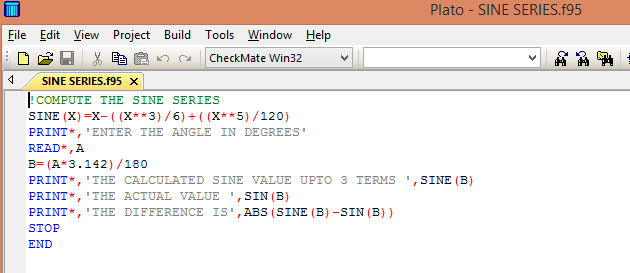 Plato - SINE SERIES.f95
File Edit View Project Build Tools Window Help
CheckMate Win32
SINE SERIES.f95
!COMPUTE THE SINE SERIES
SINE(X)=X-((X**3)/6)+((X**5)/120)
PRINT*,'ENTER THE ANGLE IN DEGREES'
READ*,A
B=(A*3.142)/180
PRINT*,'THE CALCULATED SINE VALUE UPTO 3 TERMS ',SINE(B)
PRINT*,'THE ACTUAL VALUE ',SIN(B)
PRINT*,'THE DIFFERENCE IS',ABS(SINE(B)-SIN(B))
STOP
END